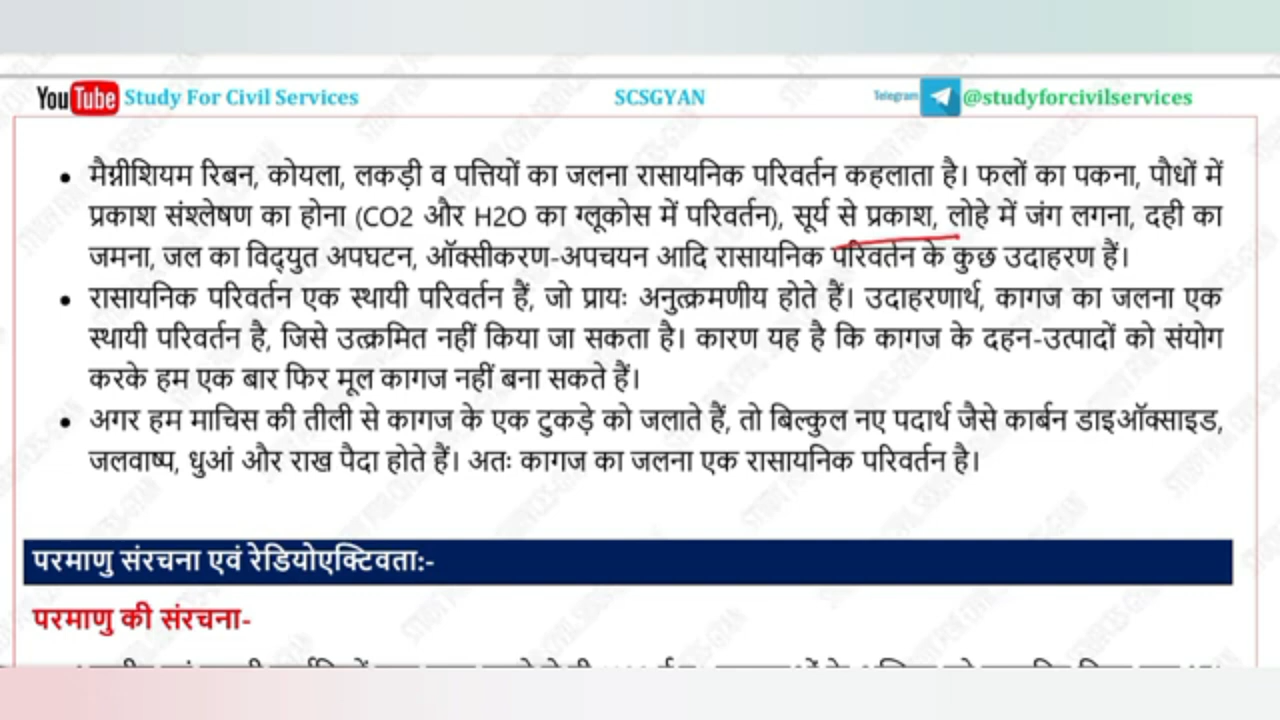 YouTube Study For Civil Services SCSGYAN Telegram @studyforcivilservices
• मैग्नीशियम रिबन, कोयला, लकड़ी व पत्तियों का जलना रासायनिक परिवर्तन कहलाता है। फलों का पकना, पौधों में
प्रकाश संश्लेषण का होना (CO2 और H2O का ग्लूकोस में परिवर्तन), सूर्य से प्रकाश, लोहे में जंग लगना, दही का
जमना, जल का विद्युत अपघटन, ऑक्सीकरण-अपचयन आदि रासायनिक परिवर्तन के कुछ उदाहरण हैं।
• रासायनिक परिवर्तन एक स्थायी परिवर्तन हैं, जो प्रायः अनुत्क्रमणीय होते हैं। उदाहरणार्थ, कागज का जलना एक
स्थायी परिवर्तन है, जिसे उत्क्रमित नहीं किया जा सकता है। कारण यह है कि कागज के दहन-उत्पादों को संयोग
करके हम एक बार फिर मूल कागज नहीं बना सकते हैं।
• अगर हम माचिस की तीली से कागज के एक टुकड़े को जलाते हैं, तो बिल्कुल नए पदार्थ जैसे कार्बन डाइऑक्साइड,
जलवाष्प, धुआं और राख पैदा होते हैं। अतः कागज का जलना एक रासायनिक परिवर्तन है।
परमाणु संरचना एवं रेडियोएक्टिवताः-
परमाणु की संरचना-